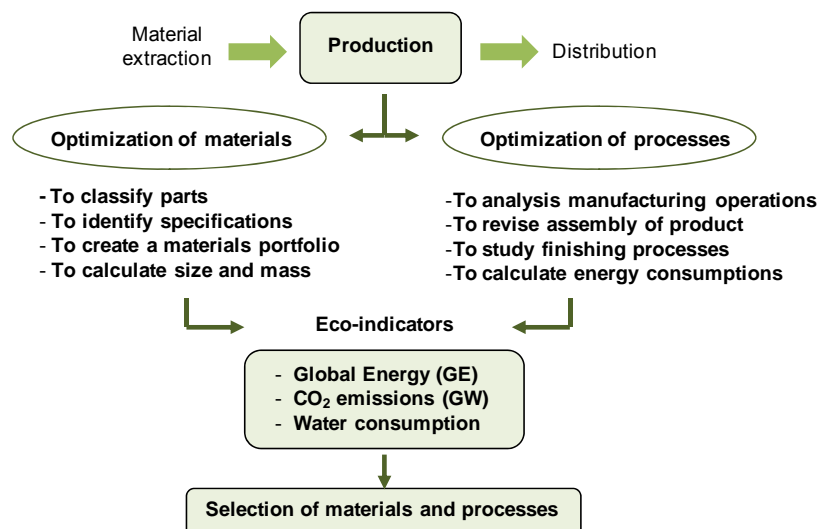 Material
extraction
Production
Distribution
Optimization of materials
Optimization of processes
- To classify parts
- To identify specifications
- To create a materials portfolio
- To calculate size and mass
-To analysis manufacturing operations
-To revise assembly of product
-To study finishing processes
-To calculate energy consumptions
Eco-indicators
- Global Energy (GE)
- CO₂ emissions (GW)
- Water consumption
Selection of materials and processes